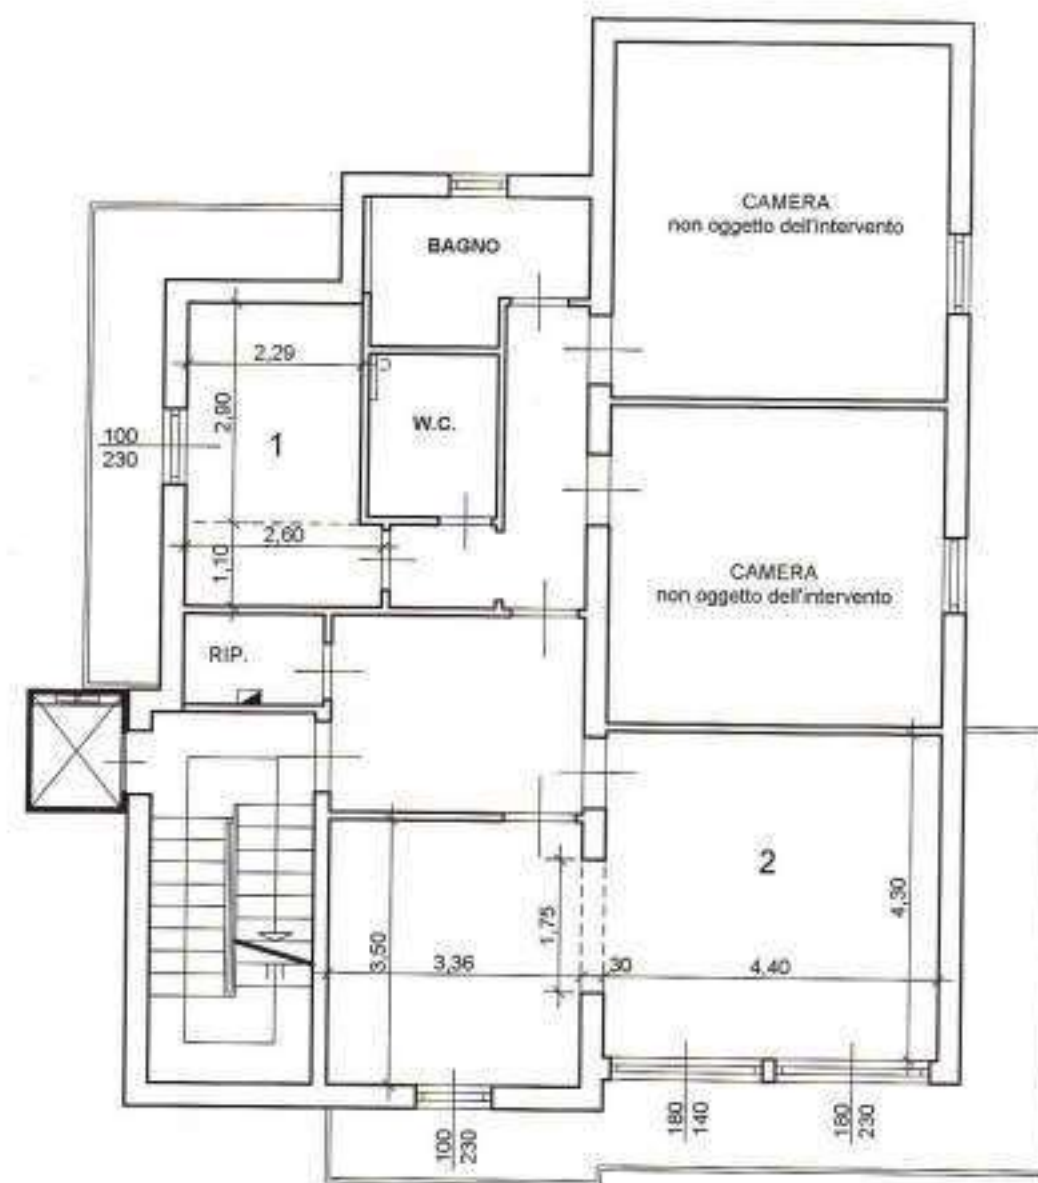 CAMERA
non oggetto dell'intervento
BAGNO
2,29
2,90
W.C.
100
230
1
2,60
1,10
CAMERA
non oggetto dell'intervento
RIP.
2
1,75
4,30
3,50
3,36
30
4,40
100
230
180
140
180
230